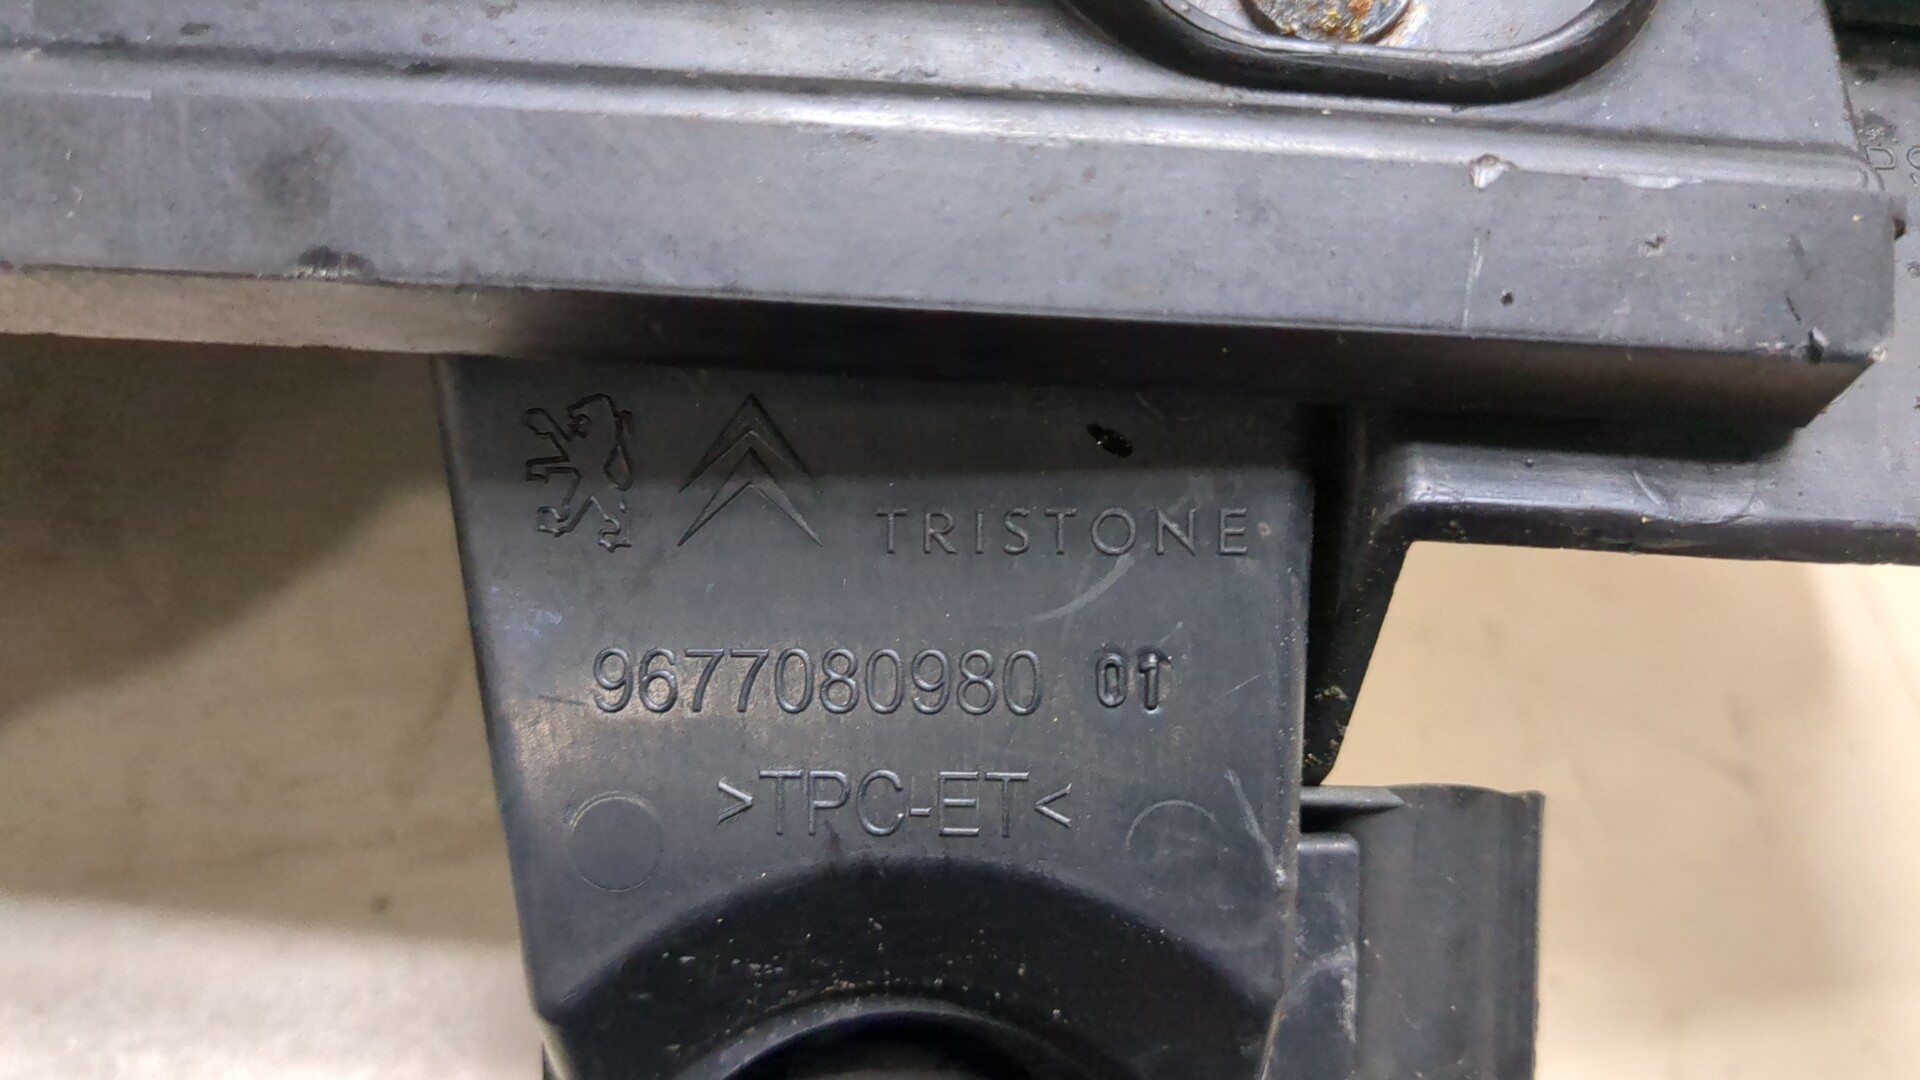 TRISTONE
9677080980 01
>TPC-ET<